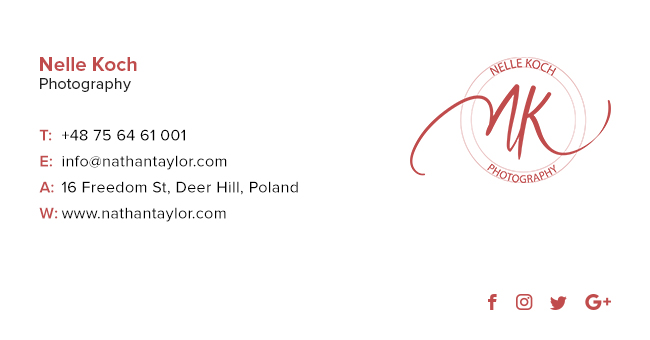 Nelle Koch
Photography
T: +48 75 64 61 001
E: info@nathantaylor.com
A: 16 Freedom St, Deer Hill, Poland
W: www.nathantaylor.com
NELLE KOCH
NK
PHOTOGRAPHY
f G+